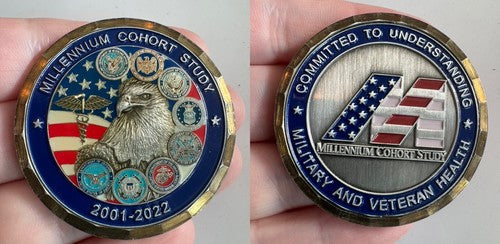 MILLENNIUM COHORT STUDY
2001-2022
COMMITTED TO UNDERSTANDING
MILLENNIUM COHORT STUDY
MILITARY AND VETERAN HEALTH